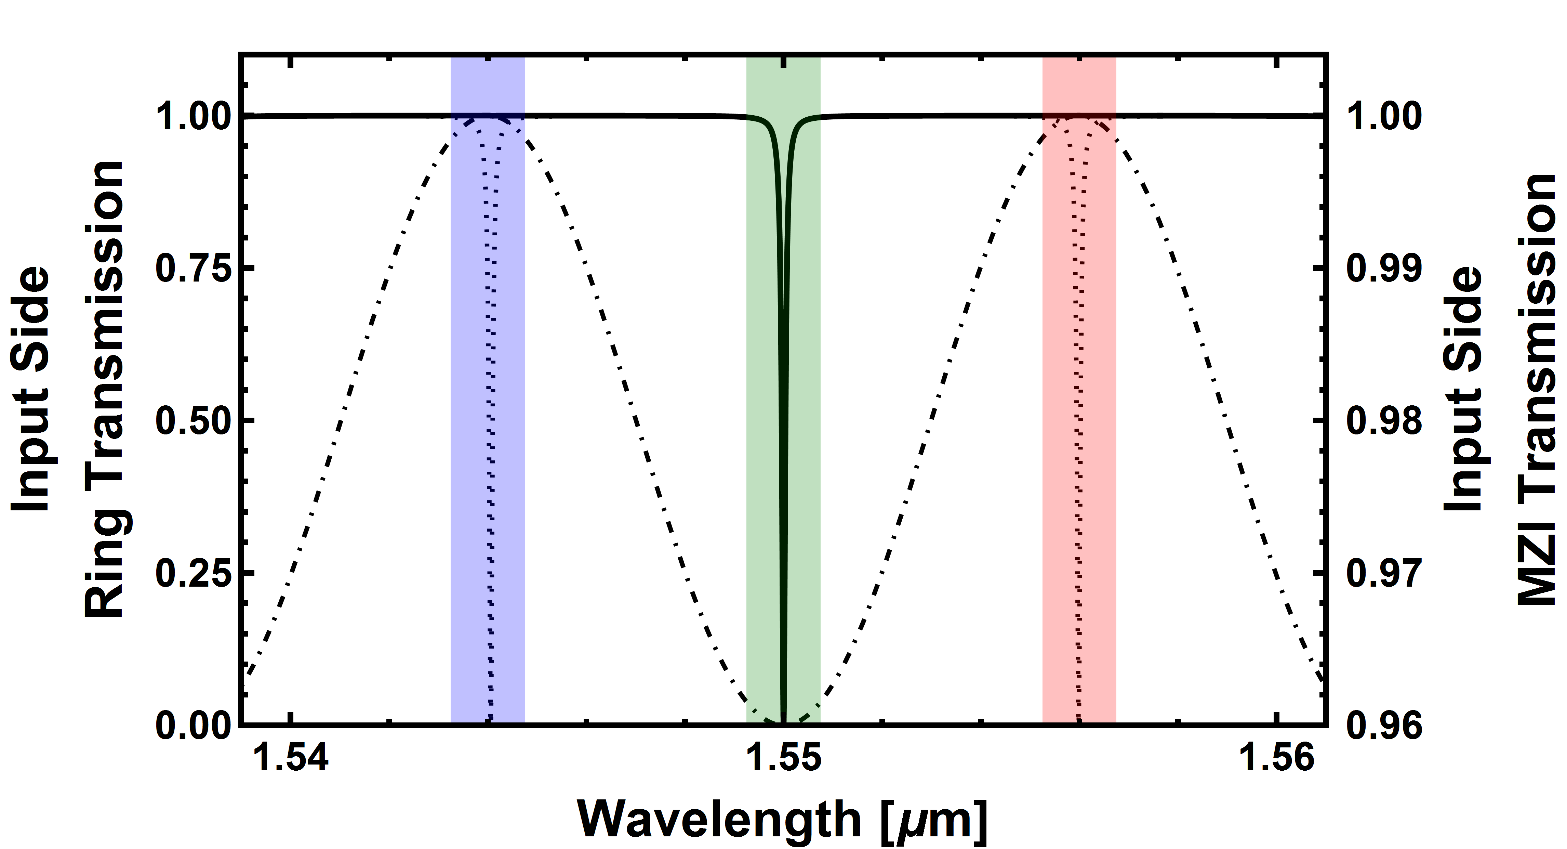 Input Side
Ring Transmission
1.00
0.75
0.50
0.25
0.00
1.00
0.99
0.98
0.97
0.96
Input Side
MZI Transmission
1.54
1.55
1.56
Wavelength [µm]